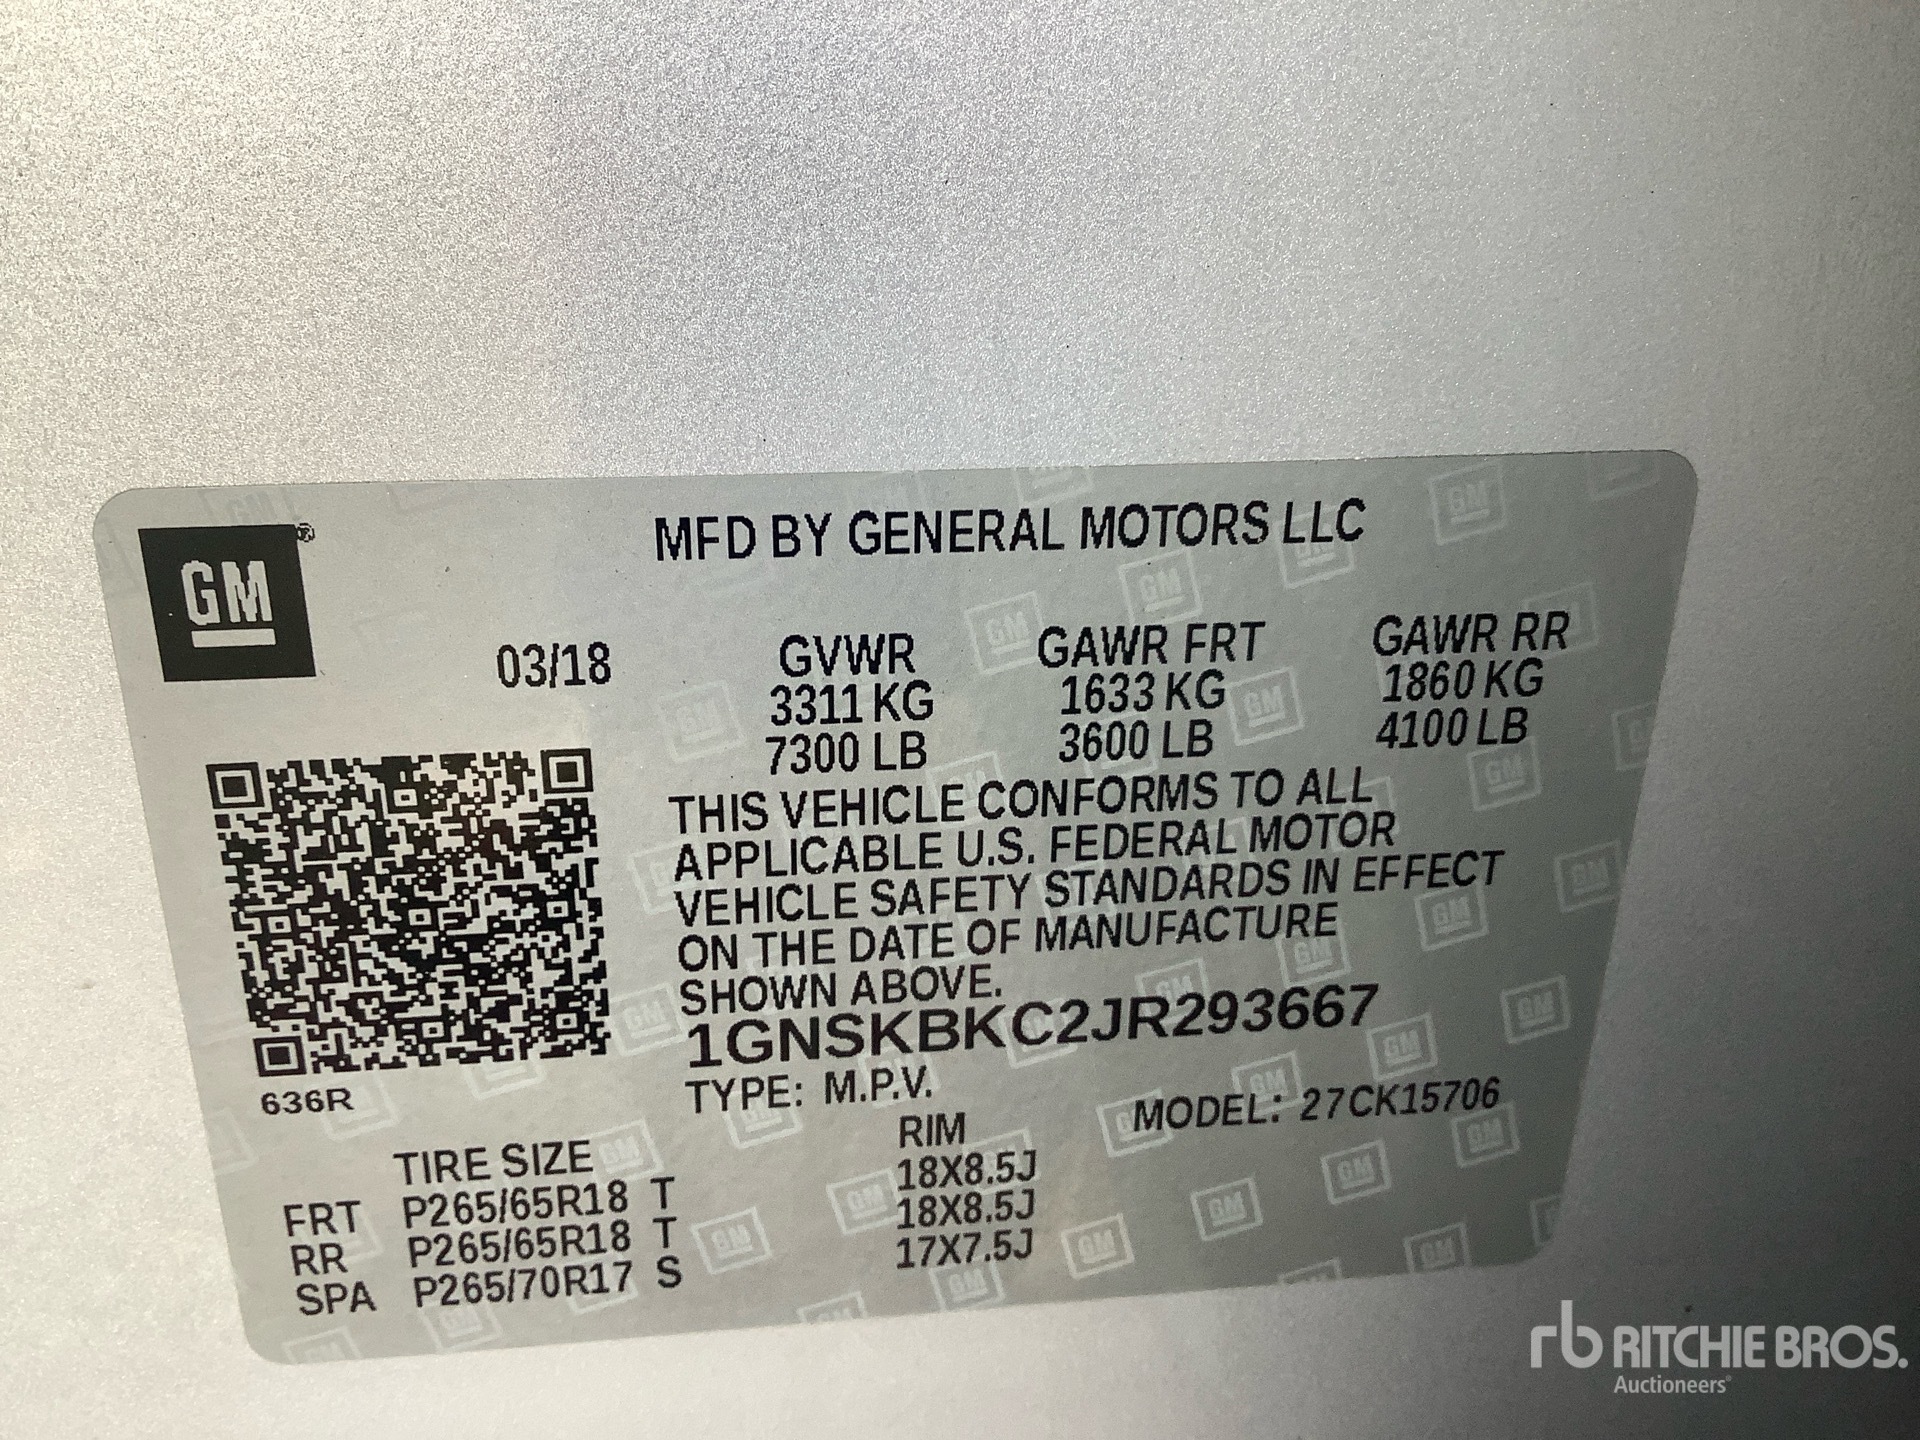 GM®
MFD BY GENERAL MOTORS LLC
03/18
GVWR GAWR FRT GAWR RR
3311 KG 1633 KG 1860 KG
7300 LB 3600 LB 4100 LB
THIS VEHICLE CONFORMS TO ALL
APPLICABLE U.S. FEDERAL MOTOR
VEHICLE SAFETY STANDARDS IN EFFECT
ON THE DATE OF MANUFACTURE
SHOWN ABOVE.
1GNSKBKC2JR293667
636R
TYPE: M.P.V. MODEL: 27CK15706
TIRE SIZE RIM
FRT P265/65R18 T 18X8.5J
RR P265/65R18 T 18X8.5J
SPA P265/70R17 S 17X7.5J
rb RITCHIE BROS.
Auctioneers®